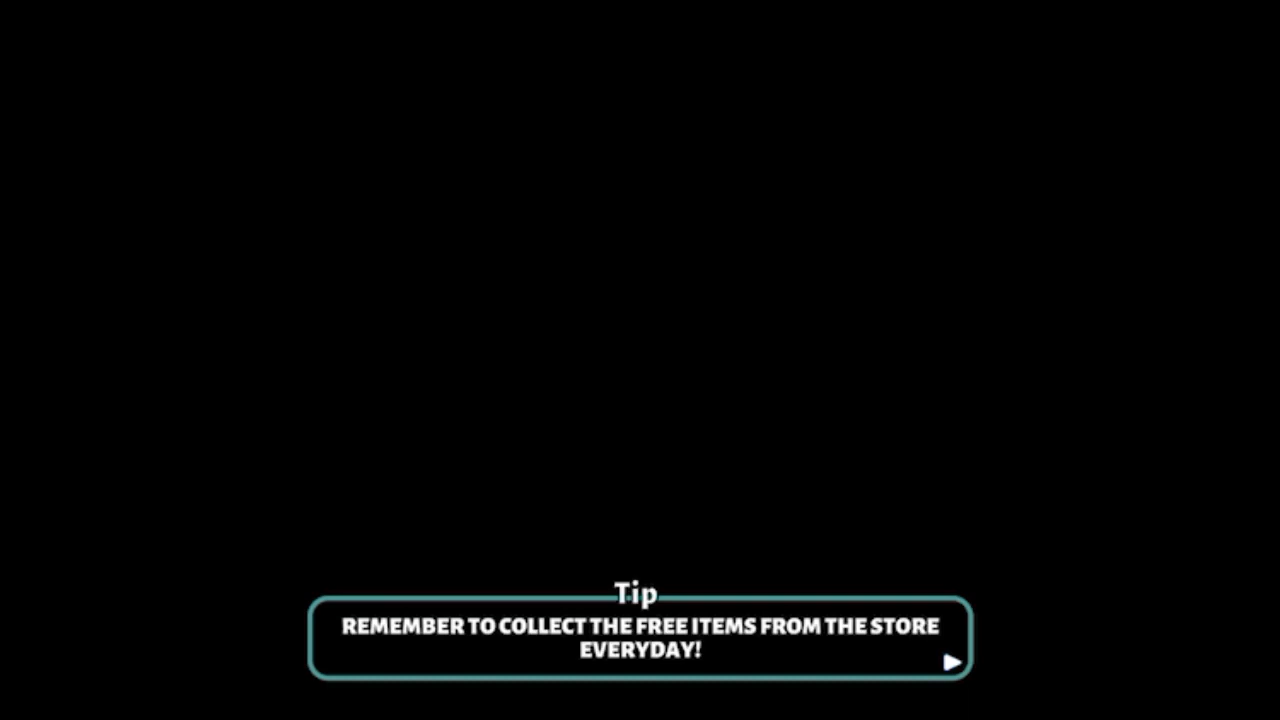 Tip
REMEMBER TO COLLECT THE FREE ITEMS FROM THE STORE
EVERYDAY!